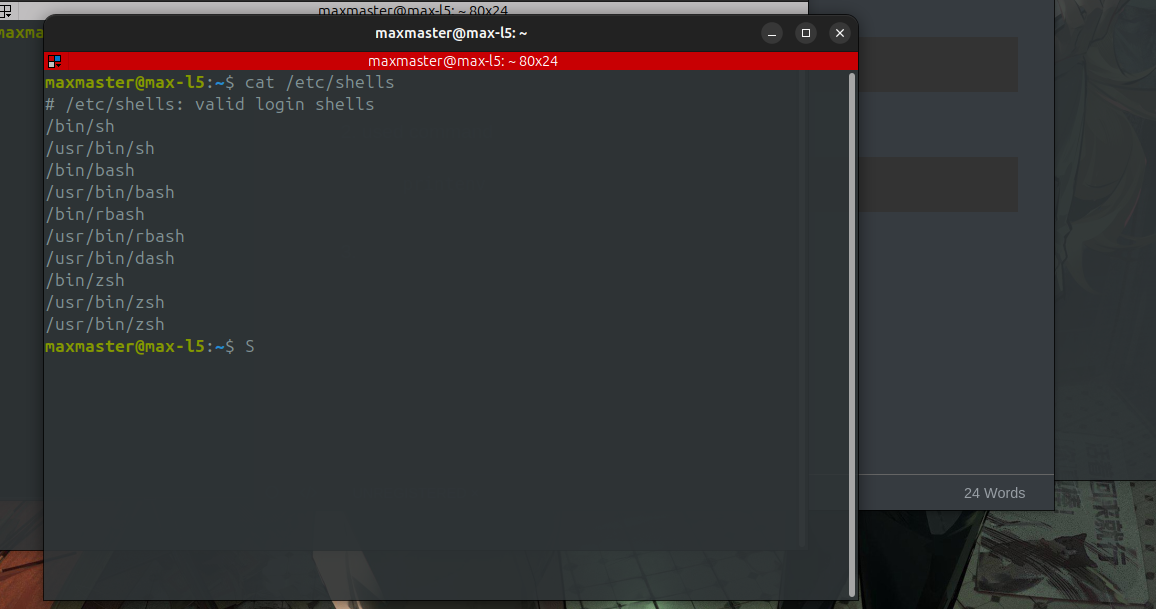 maxmaster@max-l5: ~ 80x24
maxma
maxmaster@max-l5: ~
maxmaster@max-l5: ~ 80x24
maxmaster@max-l5:~$ cat /etc/shells
# /etc/shells: valid login shells
/bin/sh
/usr/bin/sh
/bin/bash
/usr/bin/bash
/bin/rbash
/usr/bin/rbash
/usr/bin/dash
/bin/zsh
/usr/bin/zsh
/usr/bin/zsh
maxmaster@max-l5:~$ S
24 Words